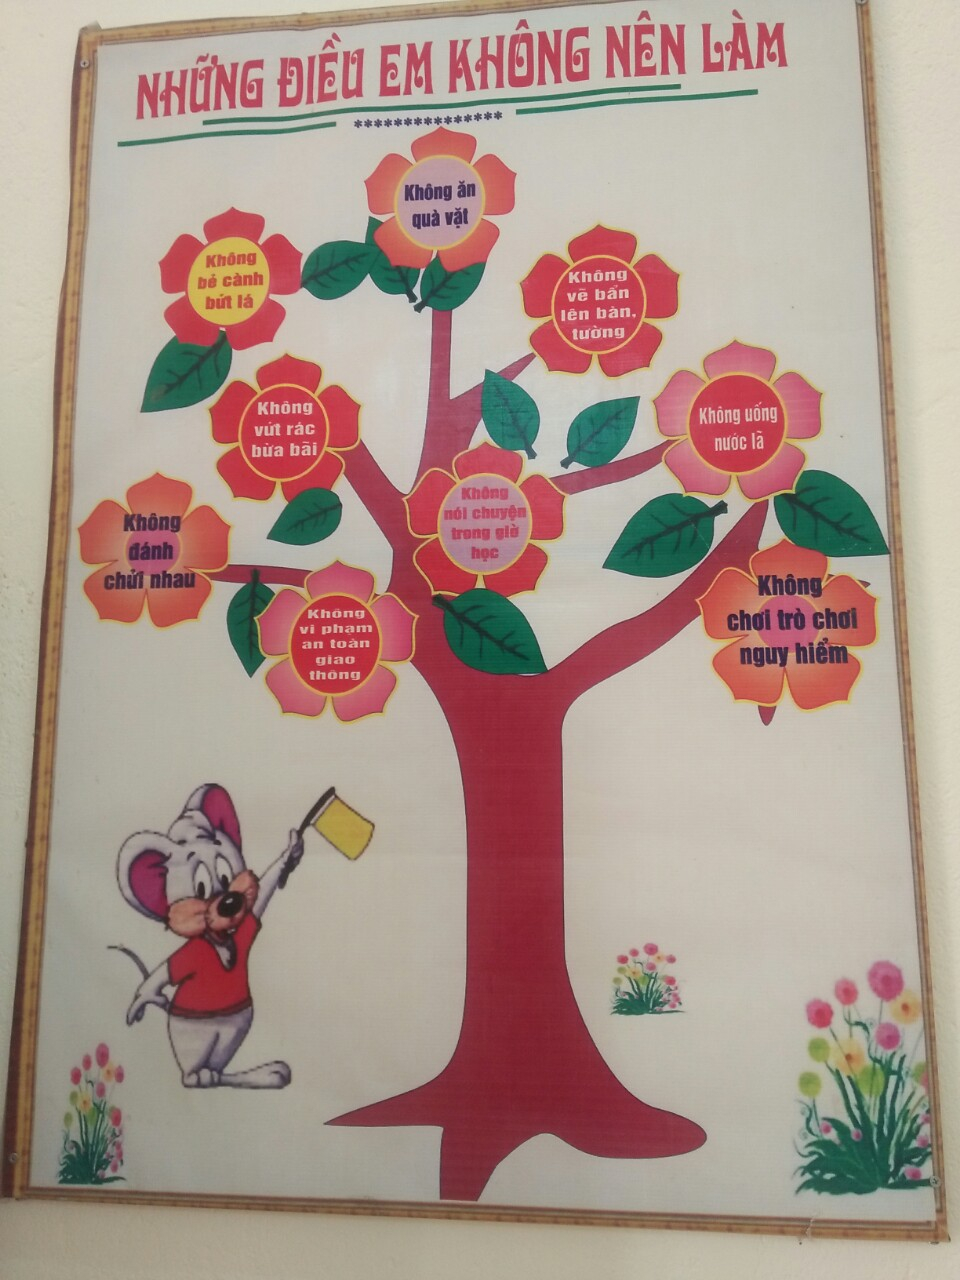 NHỮNG ĐIỀU EM KHÔNG NÊN LÀM
***************
Không ăn
quà vặt
Không
bẻ cành
bứt lá
Không
vẽ bẩn
lên bàn,
tường
Không
vứt rác
bừa bãi
Không uống
nước lã
Không
nói chuyện
trong giờ
học
Không
đánh
chửi nhau
Không
vi phạm
an toàn
giao
thông
Không
chơi trò chơi
nguy hiểm